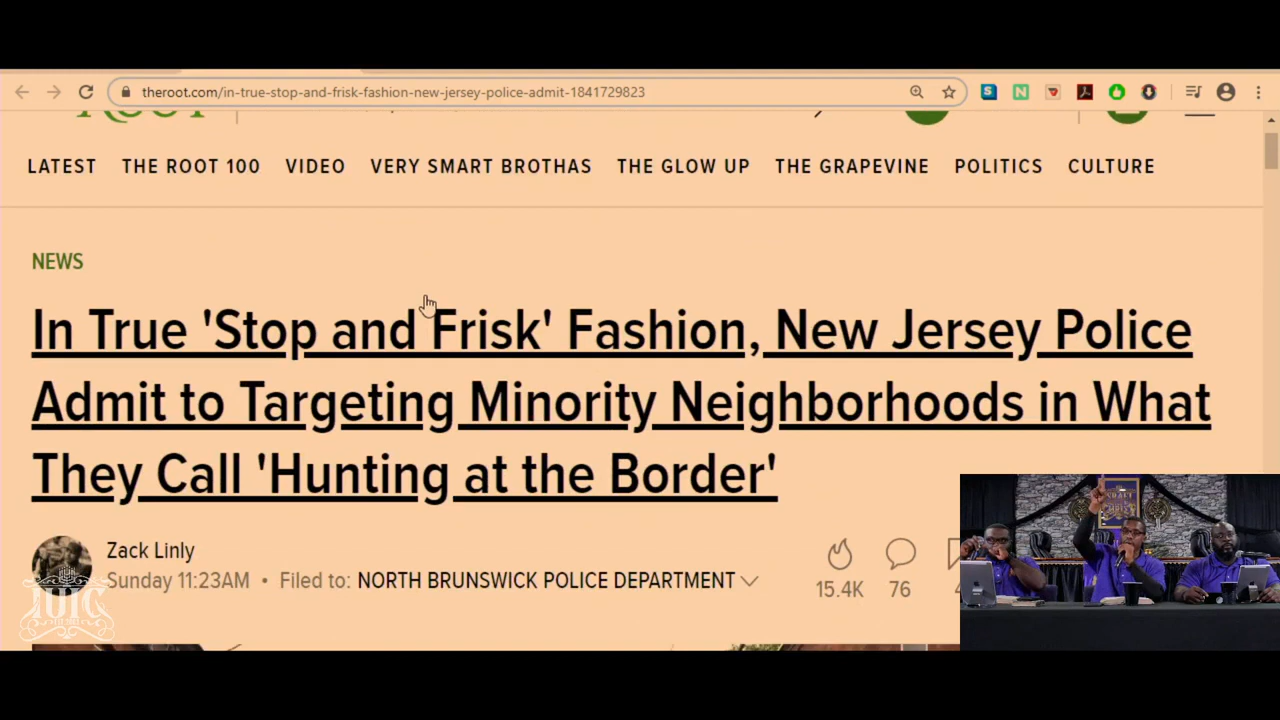 theroot.com/in-true-stop-and-frisk-fashion-new-jersey-police-admit-1841729823
LATEST THE ROOT 100 VIDEO VERY SMART BROTHAS THE GLOW UP THE GRAPEVINE POLITICS CULTURE
NEWS
In True 'Stop and Frisk' Fashion, New Jersey Police
Admit to Targeting Minority Neighborhoods in What
They Call 'Hunting at the Border'
Zack Linly
Sunday 11:23AM • Filed to: NORTH BRUNSWICK POLICE DEPARTMENT
15.4K 76
IUIC